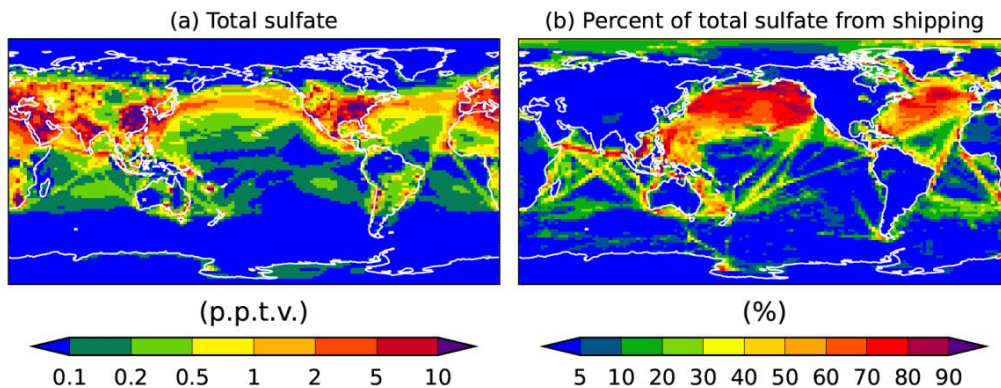 (a) Total sulfate
(b) Percent of total sulfate from shipping
(p.p.t.v.)
(%)
0.1 0.2 0.5 1 2 5 10
5 10 20 30 40 50 60 70 80 90